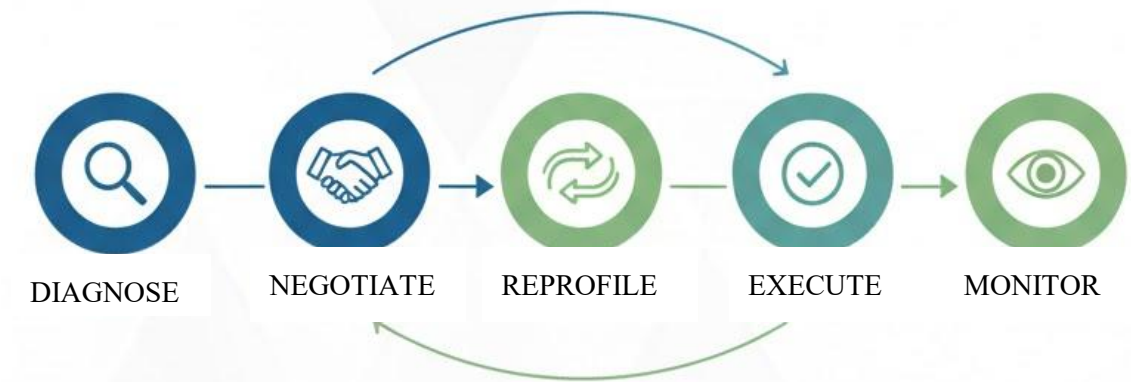 DIAGNOSE
NEGOTIATE
REPROFILE
EXECUTE
MONITOR